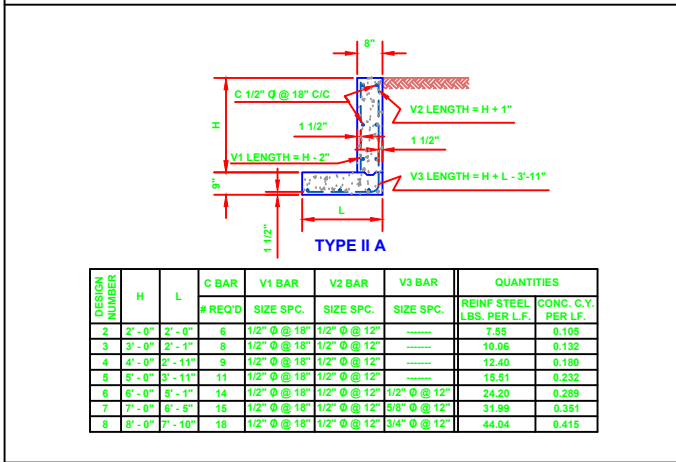 8"
C 1/2" Ø @ 18" C/C
V2 LENGTH = H + 1"
H
1 1/2"
1 1/2"
V1 LENGTH = H - 2"
V3 LENGTH = H + L - 3'-11"
9"
L
1 1/2"
TYPE II A
DESIGN NUMBER H L C BAR V1 BAR V2 BAR V3 BAR QUANTITIES
# REQ'D SIZE SPC. SIZE SPC. SIZE SPC. REINF STEEL LBS. PER L.F. CONC. C.Y. PER LF.
2 2' - 0" 2' - 0" 6 1/2" Ø @ 18" 1/2" Ø @ 12" ------- 7.55 0.105
3 3' - 0" 2' - 1" 8 1/2" Ø @ 18" 1/2" Ø @ 12" ------- 10.06 0.132
4 4' - 0" 2' - 11" 9 1/2" Ø @ 18" 1/2" Ø @ 12" ------- 12.40 0.180
5 5' - 0" 3' - 11" 11 1/2" Ø @ 18" 1/2" Ø @ 12" ------- 15.51 0.232
6 6' - 0" 5' - 1" 14 1/2" Ø @ 18" 1/2" Ø @ 12" 1/2" Ø @ 12" 24.20 0.289
7 7' - 0" 6' - 5" 15 1/2" Ø @ 18" 1/2" Ø @ 12" 5/8" Ø @ 12" 31.99 0.351
8 8' - 0" 7' - 10" 18 1/2" Ø @ 18" 1/2" Ø @ 12" 3/4" Ø @ 12" 44.04 0.415